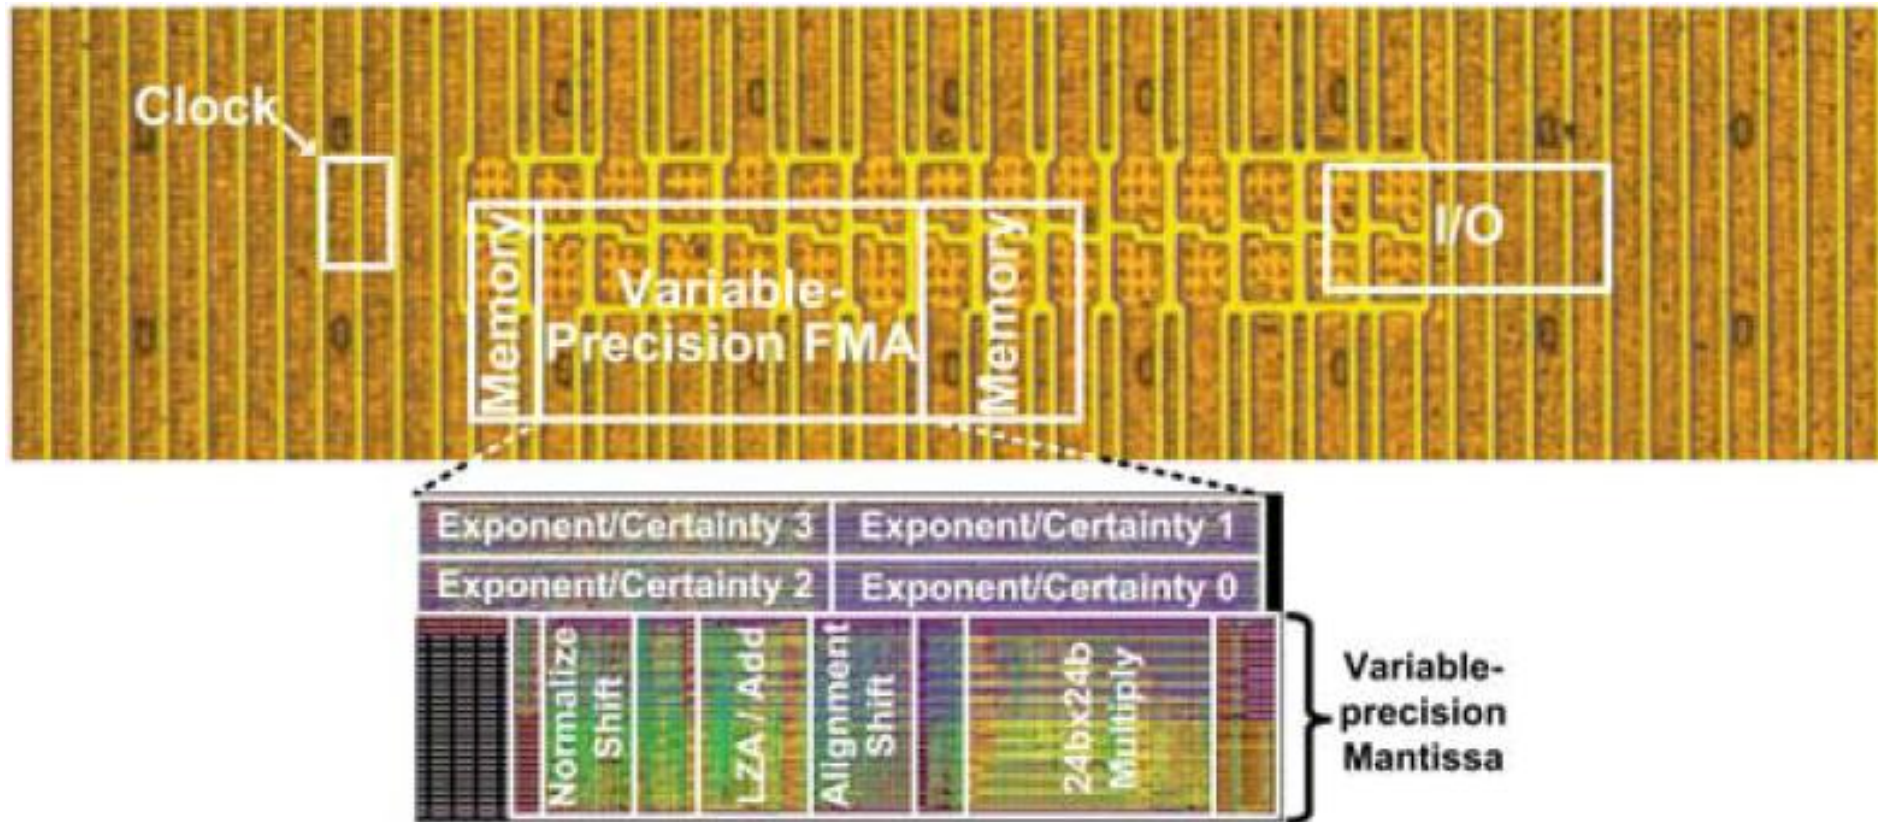 Clock
Memory
Variable-
Precision FMA
Memory
I/O
Exponent/Certainty 3
Exponent/Certainty 1
Exponent/Certainty 2
Exponent/Certainty 0
Normalize
Shift
LZA / Add
Alignment
Shift
24bx24b
Multiply
Variable-
precision
Mantissa